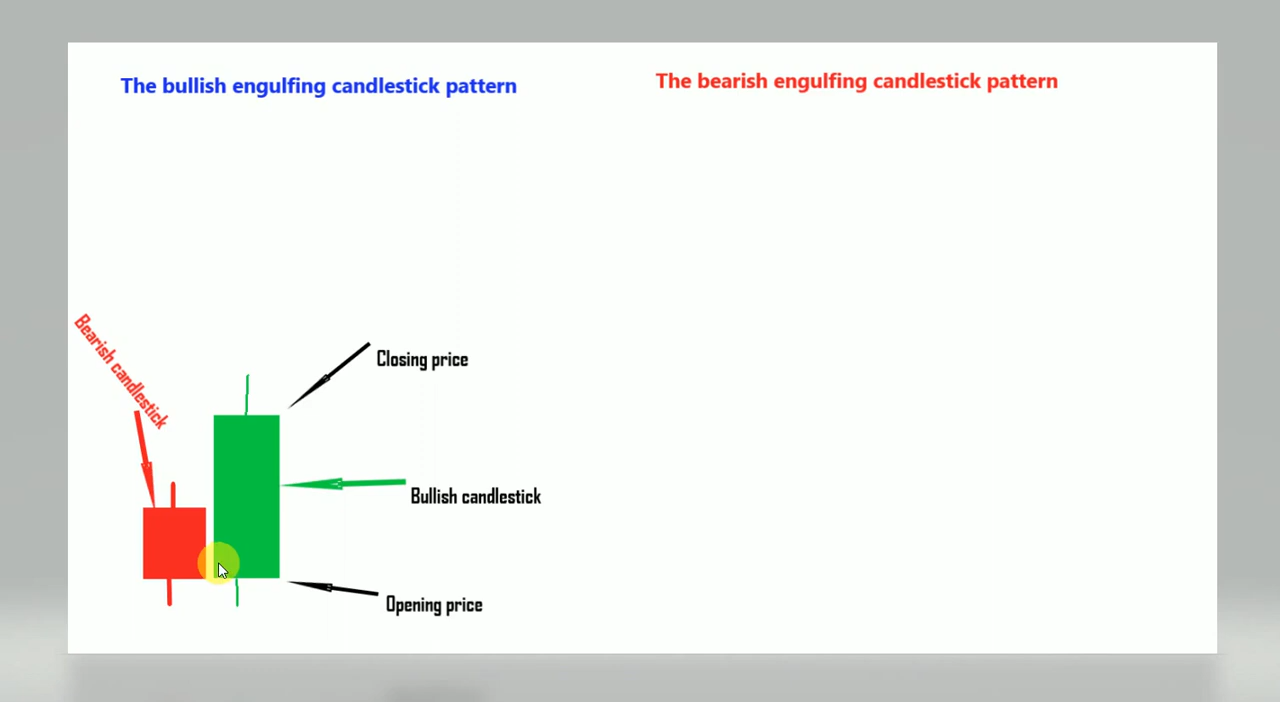 The bullish engulfing candlestick pattern
The bearish engulfing candlestick pattern
Bearish candlestick
Closing price
Bullish candlestick
Opening price